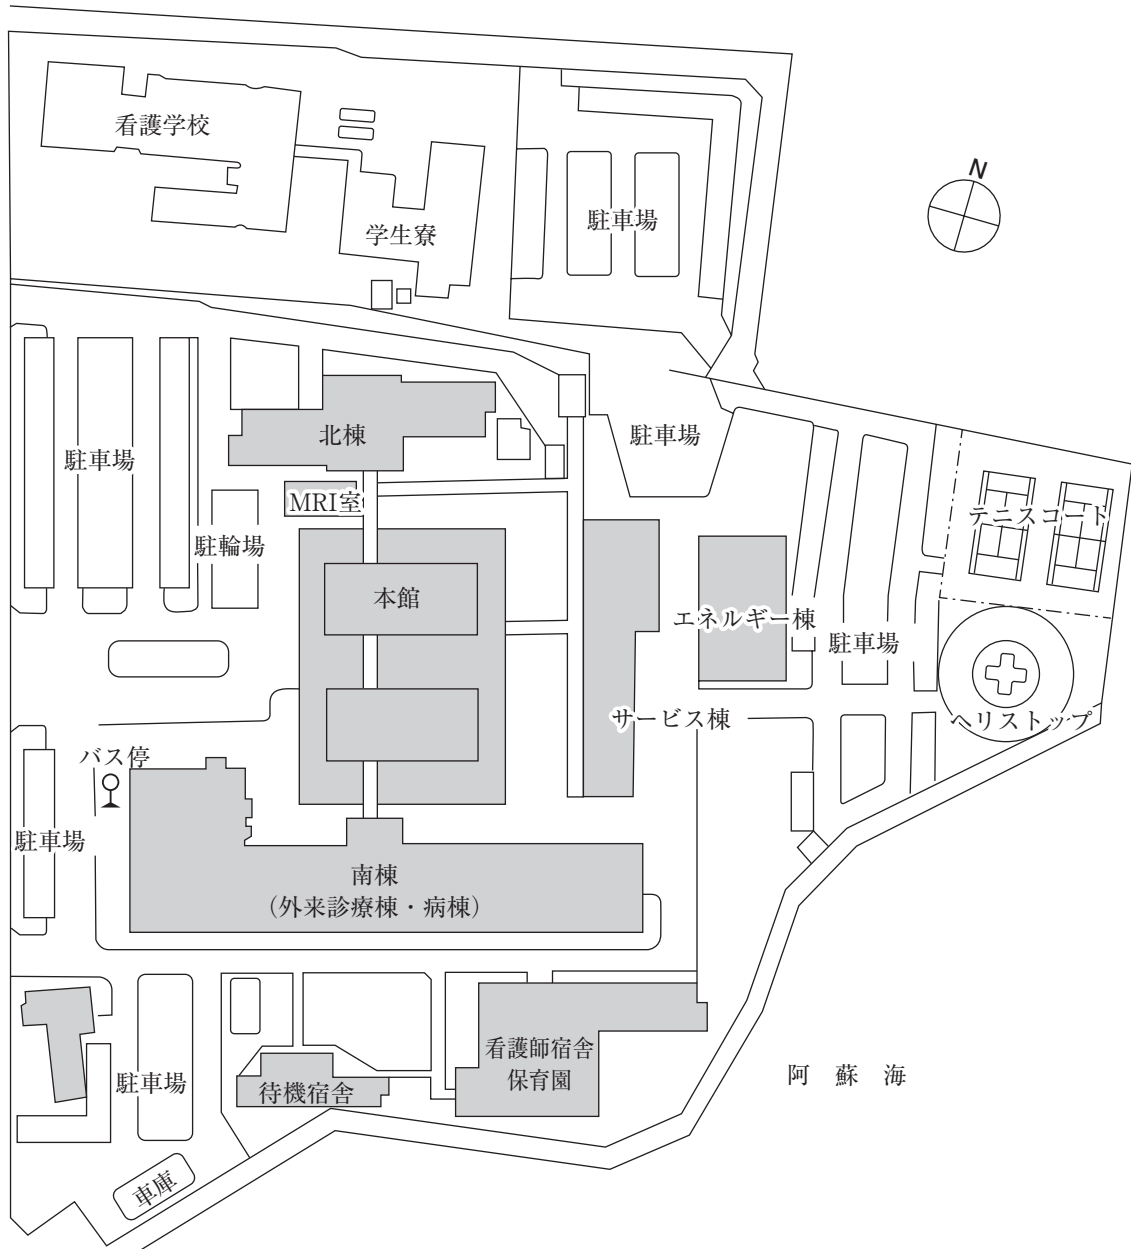 看護学校
N
学生寮
駐車場
北棟
駐車場
駐車場
MRI室
テニスコート
駐輪場
本館
エネルギー棟
駐車場
サービス棟
ヘリストップ
バス停
駐車場
南棟
（外来診療棟・病棟）
看護師宿舎
保育園
阿蘇海
駐車場
待機宿舎
車庫